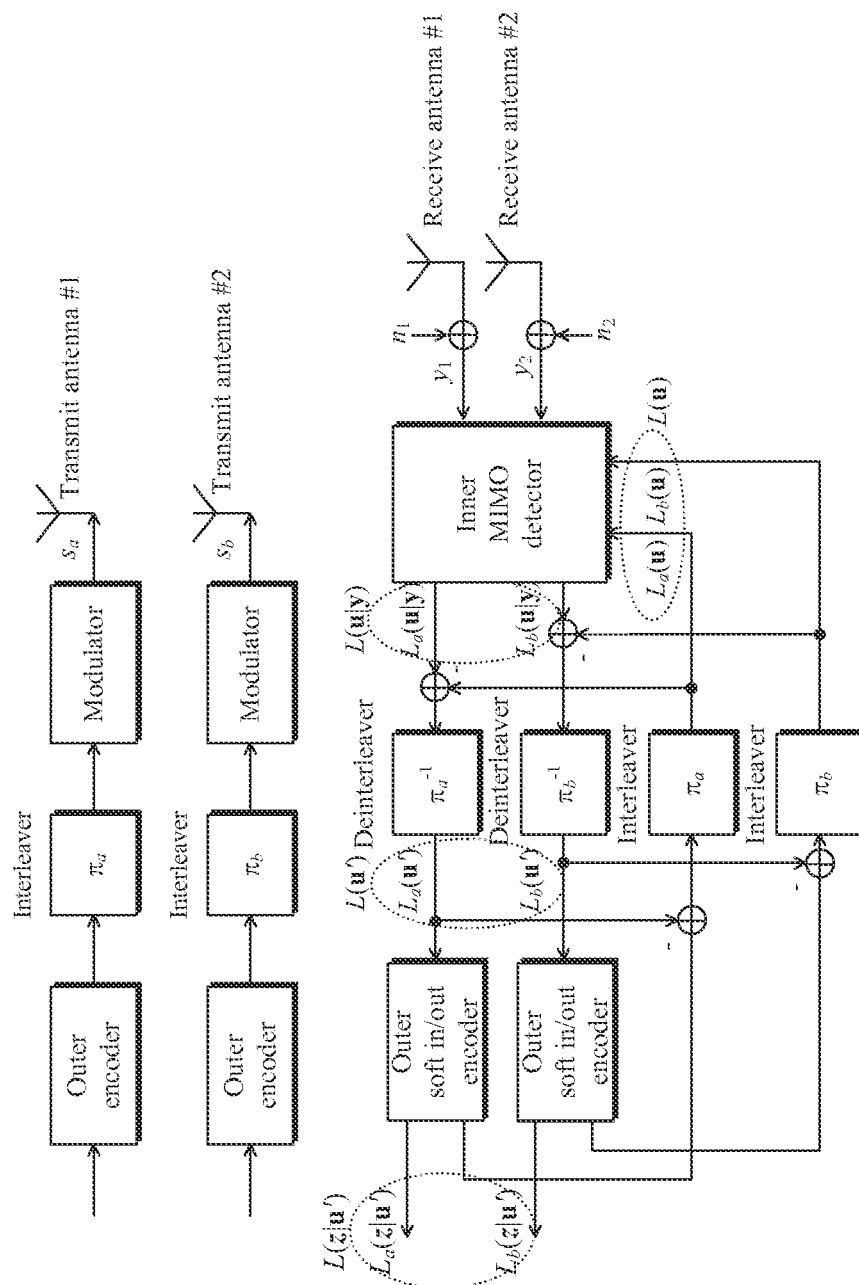 Outer
encoder
Interleaver
πa
Modulator
sa
Transmit antenna #1
Outer
encoder
Interleaver
πb
Modulator
sb
Transmit antenna #2
L(z|u')
La(z|u')
Lb(z|u')
Outer
soft in/out
encoder
Outer
soft in/out
encoder
L(u')
La(u')
Lb(u')
Deinterleaver
πa-1
Deinterleaver
πb-1
Interleaver
πa
Interleaver
πb
-
-
-
-
L(u|y)
La(u|y)
Lb(u|y)
Inner
MIMO
detector
La(u) Lb(u) L(u)
y1
n1
y2
n2
Receive antenna #1
Receive antenna #2